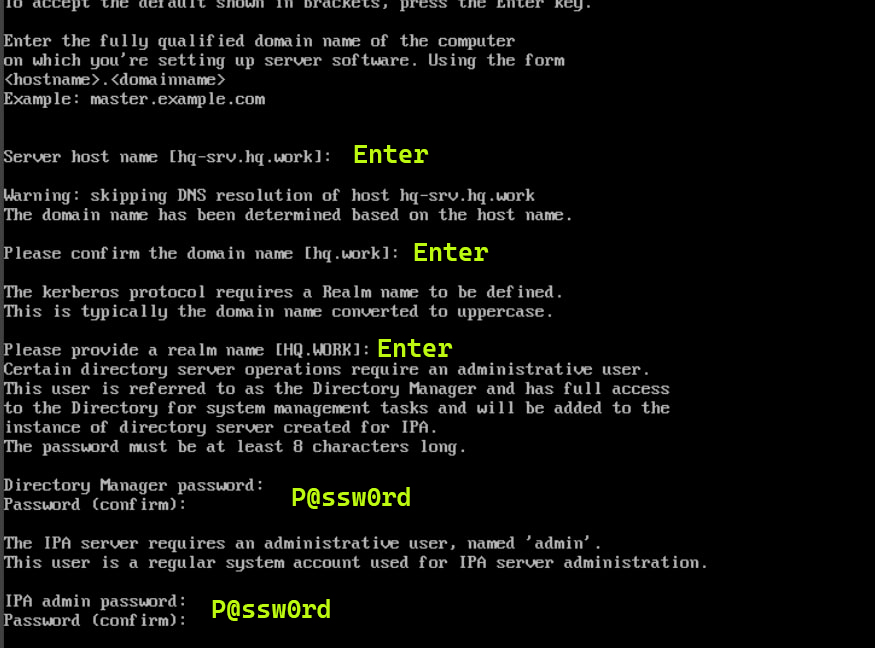 To accept the default shown in brackets, press the Enter key.
Enter the fully qualified domain name of the computer
on which you're setting up server software. Using the form
<hostname>.<domainname>
Example: master.example.com
Server host name [hq-srv.hq.work]: Enter
Warning: skipping DNS resolution of host hq-srv.hq.work
The domain name has been determined based on the host name.
Please confirm the domain name [hq.work]: Enter
The kerberos protocol requires a Realm name to be defined.
This is typically the domain name converted to uppercase.
Please provide a realm name [HQ.WORK]: Enter
Certain directory server operations require an administrative user.
This user is referred to as the Directory Manager and has full access
to the Directory for system management tasks and will be added to the
instance of directory server created for IPA.
The password must be at least 8 characters long.
Directory Manager password:
P@ssw0rd
Password (confirm):
The IPA server requires an administrative user, named 'admin'.
This user is a regular system account used for IPA server administration.
IPA admin password:
P@ssw0rd
Password (confirm):